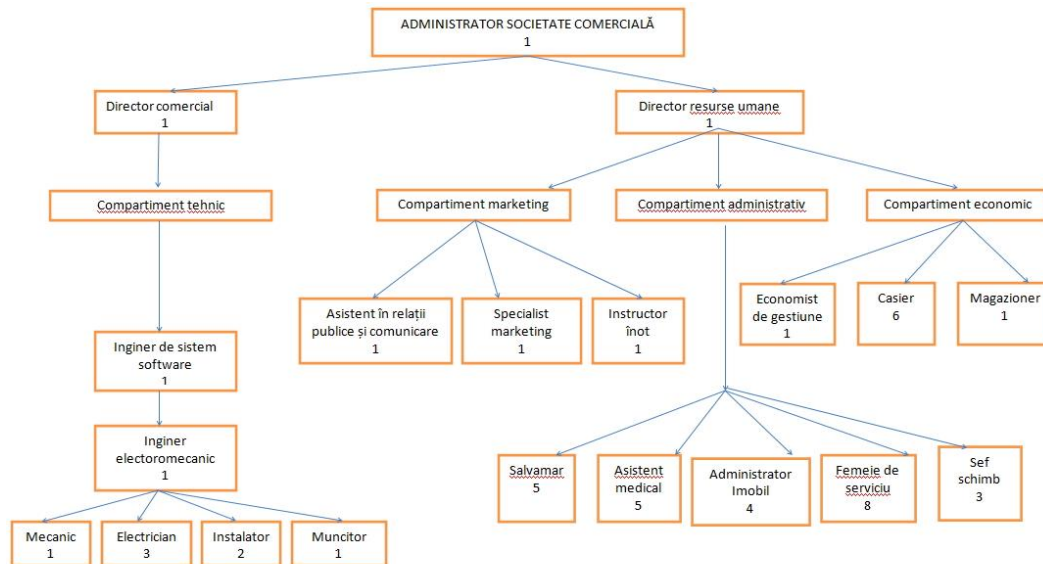 ADMINISTRATOR SOCIETATE COMERCIALĂ
1
Director comercial
1
Director resurse umane
1
Compartiment tehnic
Compartiment marketing
Compartiment administrativ
Compartiment economic
Asistent în relații
publice și comunicare
1
Specialist
marketing
1
Instructor
înot
1
Economist
de gestiune
1
Casier
6
Magazioner
1
Inginer de sistem
software
1
Inginer
electoromecanic
1
Salvamar
5
Asistent
medical
5
Administrator
Imobil
4
Femeie de
serviciu
8
Sef
schimb
3
Mecanic
1
Electrician
3
Instalator
2
Muncitor
1